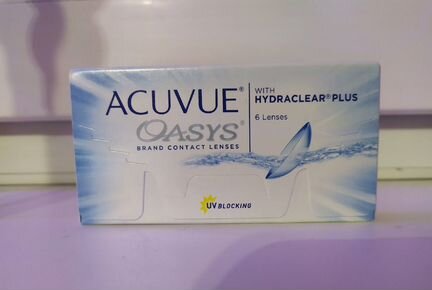 ACUVUE®
OASYS®
BRAND CONTACT LENSES
WITH
HYDRACLEAR® PLUS
6 Lenses
UV BLOCKING